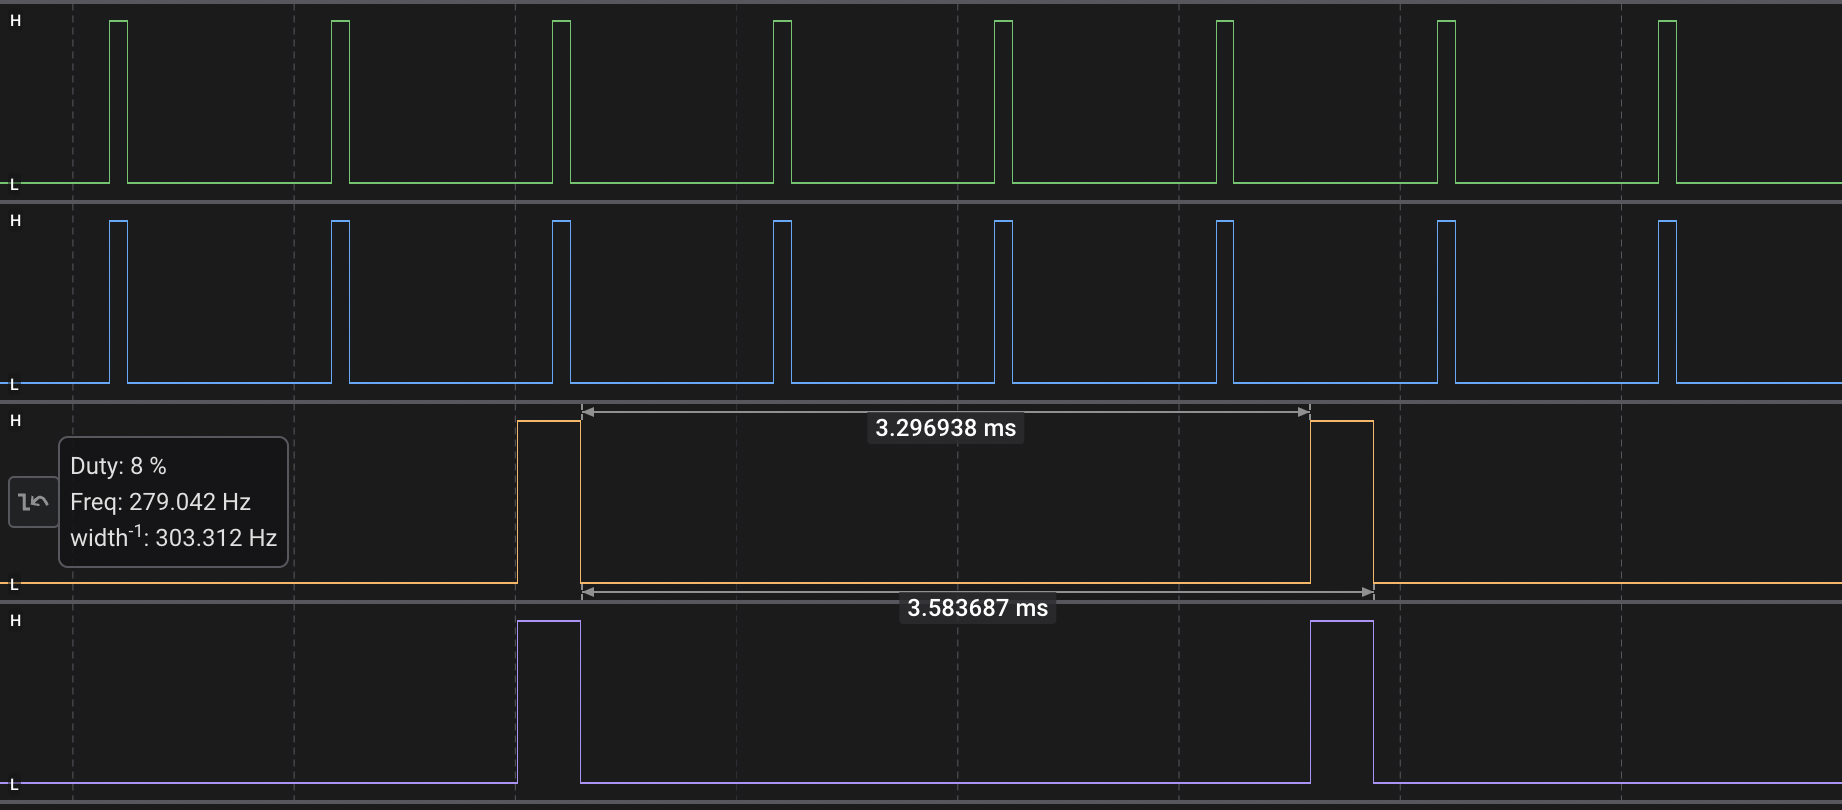 H
L
H
L
H
3.296938 ms
Duty: 8 %
Freq: 279.042 Hz
width-1: 303.312 Hz
L
3.583687 ms
H
L